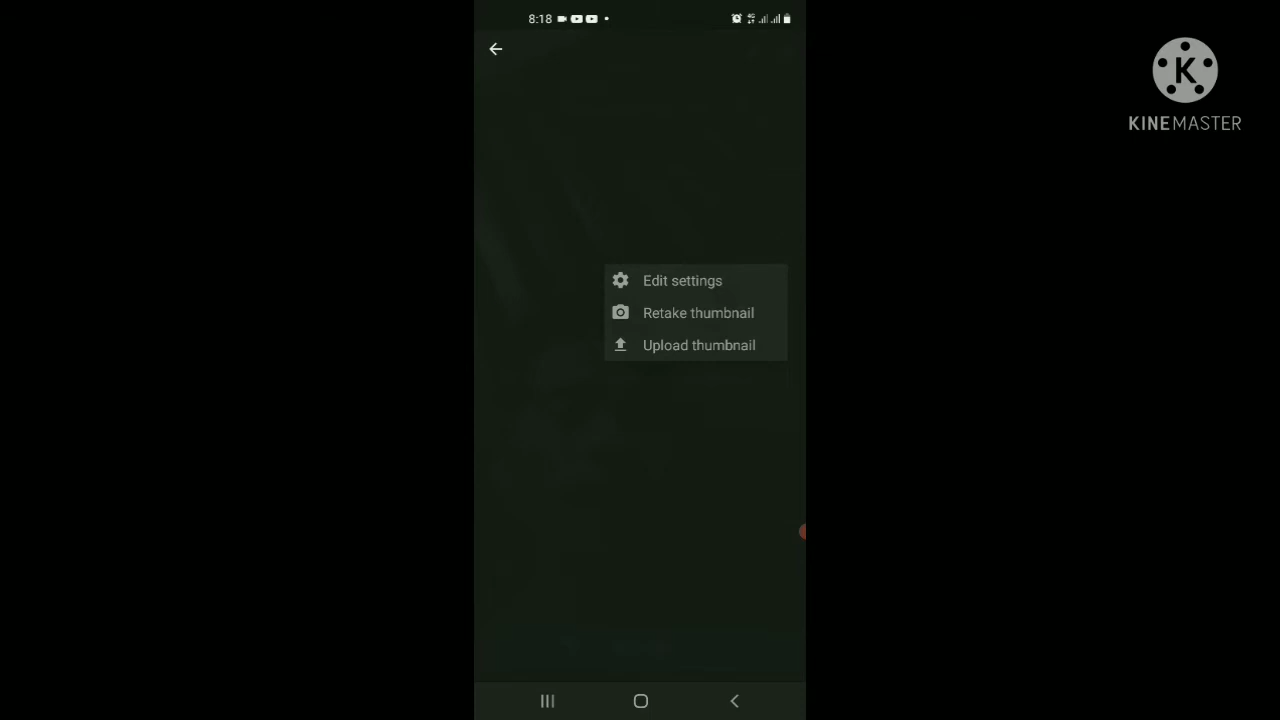 8:18
K
KINEMASTER
Edit settings
Retake thumbnail
Upload thumbnail